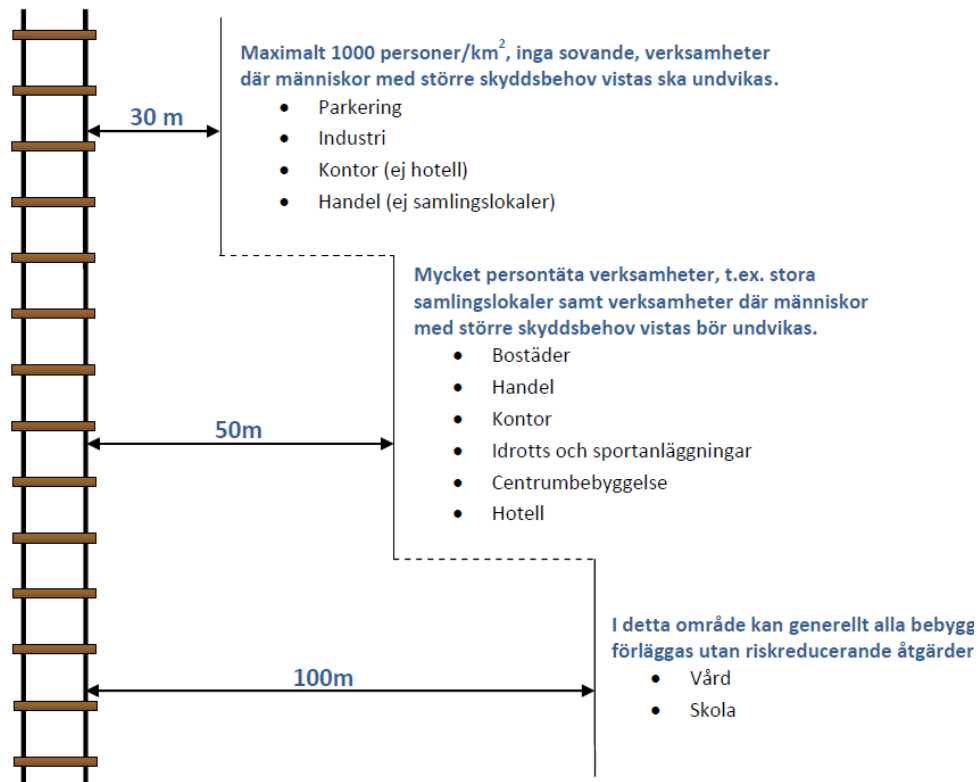 Maximalt 1000 personer/km², inga sovande, verksamheter
där människor med större skyddsbehov vistas ska undvikas.
30 m
• Parkering
• Industri
• Kontor (ej hotell)
• Handel (ej samlingslokaler)
Mycket persontäta verksamheter, t.ex. stora
samlingslokaler samt verksamheter där människor
med större skyddsbehov vistas bör undvikas.
• Bostäder
• Handel
50m
• Kontor
• Idrotts och sportanläggningar
• Centrumbebyggelse
• Hotell
I detta område kan generellt alla bebygg
förläggas utan riskreducerande åtgärder
100m
• Vård
• Skola